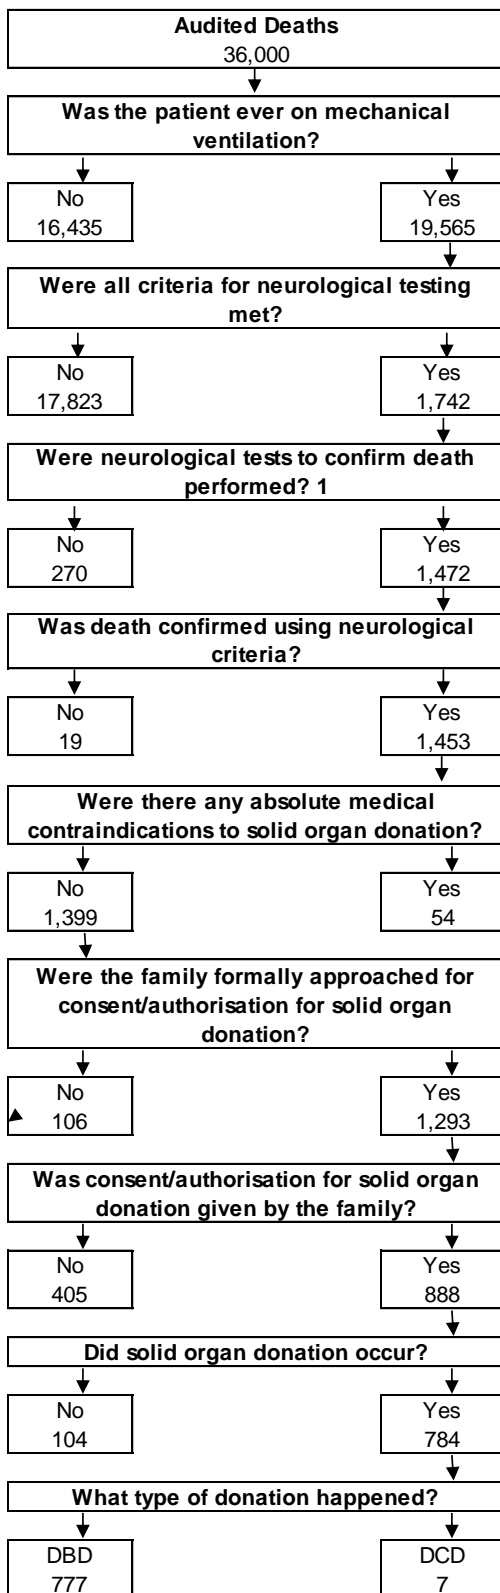 Audited Deaths
36,000
Was the patient ever on mechanical
ventilation?
No
16,435
Yes
19,565
Were all criteria for neurological testing
met?
No
17,823
Yes
1,742
Were neurological tests to confirm death
performed? 1
No
270
Yes
1,472
Was death confirmed using neurological
criteria?
No
19
Yes
1,453
Were there any absolute medical
contraindications to solid organ donation?
No
1,399
Yes
54
Were the family formally approached for
consent/authorisation for solid organ
donation?
No
106
Yes
1,293
Was consent/authorisation for solid organ
donation given by the family?
No
405
Yes
888
Did solid organ donation occur?
No
104
Yes
784
What type of donation happened?
DBD
777
DCD
7